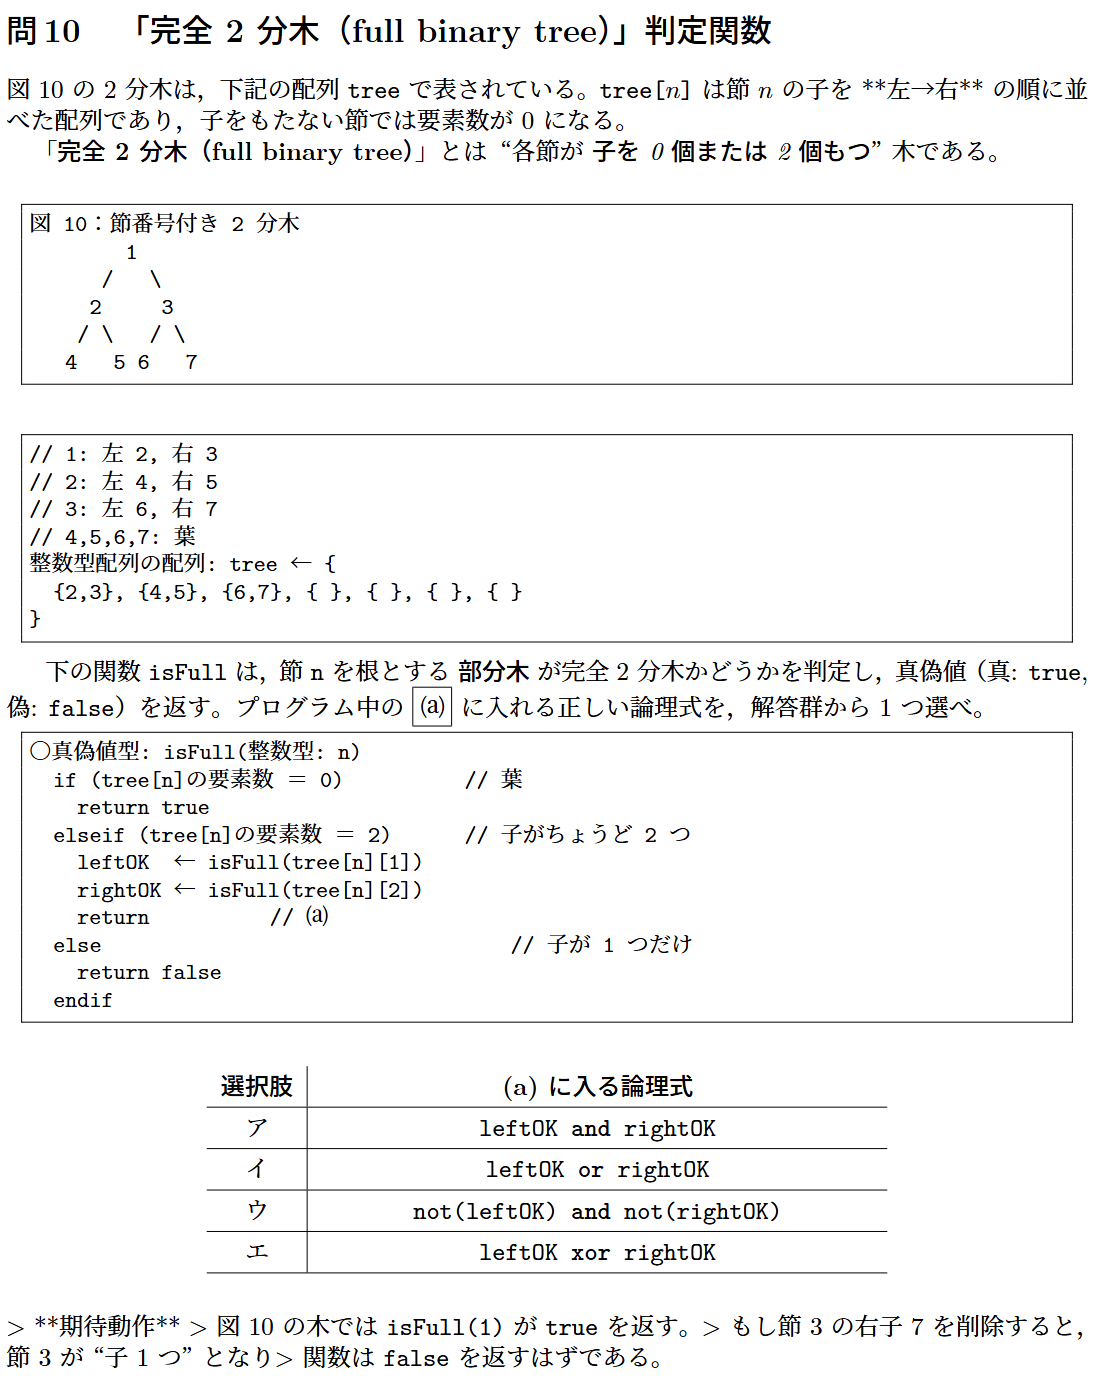 問 10 「完全 2 分木（full binary tree）」判定関数
図 10 の 2 分木は，下記の配列 tree で表されている。tree[n] は節 n の子を **左→右** の順に並
べた配列であり，子をもたない節では要素数が 0 になる。
「完全 2 分木（full binary tree）」とは “各節が 子を 0 個または 2 個もつ” 木である。
図 10：節番号付き 2 分木
1
/ \
2 3
/ \ / \
4 5 6 7
// 1: 左 2, 右 3
// 2: 左 4, 右 5
// 3: 左 6, 右 7
// 4,5,6,7: 葉
整数型配列の配列: tree ← {
{2,3}, {4,5}, {6,7}, { }, { }, { }, { }
}
下の関数 isFull は，節 n を根とする 部分木 が完全 2 分木かどうかを判定し，真偽値（真: true,
偽: false）を返す。プログラム中の (a) に入れる正しい論理式を，解答群から 1 つ選べ。
○真偽値型: isFull(整数型: n)
if (tree[n]の要素数 ＝ 0) // 葉
return true
elseif (tree[n]の要素数 ＝ 2) // 子がちょうど 2 つ
leftOK ← isFull(tree[n][1])
rightOK ← isFull(tree[n][2])
return // (a)
else // 子が 1 つだけ
return false
endif
選択肢 (a) に入る論理式
ア leftOK and rightOK
イ leftOK or rightOK
ウ not(leftOK) and not(rightOK)
エ leftOK xor rightOK
> **期待動作** > 図 10 の木では isFull(1) が true を返す。> もし節 3 の右子 7 を削除すると，
節 3 が “子 1 つ” となり> 関数は false を返すはずである。